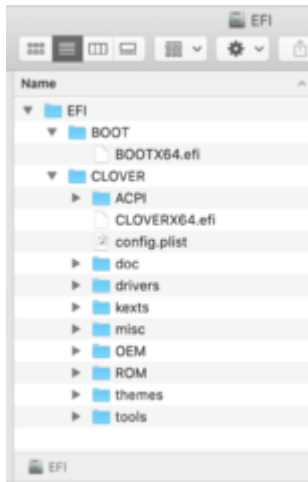 EFI
Name
EFI
BOOT
BOOTX64.efi
CLOVER
ACPI
CLOVERX64.efi
config.plist
doc
drivers
kexts
misc
OEM
ROM
themes
tools
EFI